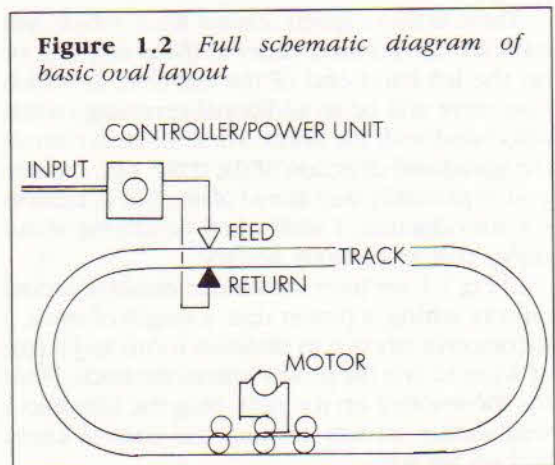 Figure 1.2 Full schematic diagram of
basic oval layout
CONTROLLER/POWER UNIT
INPUT
FEED
TRACK
RETURN
MOTOR